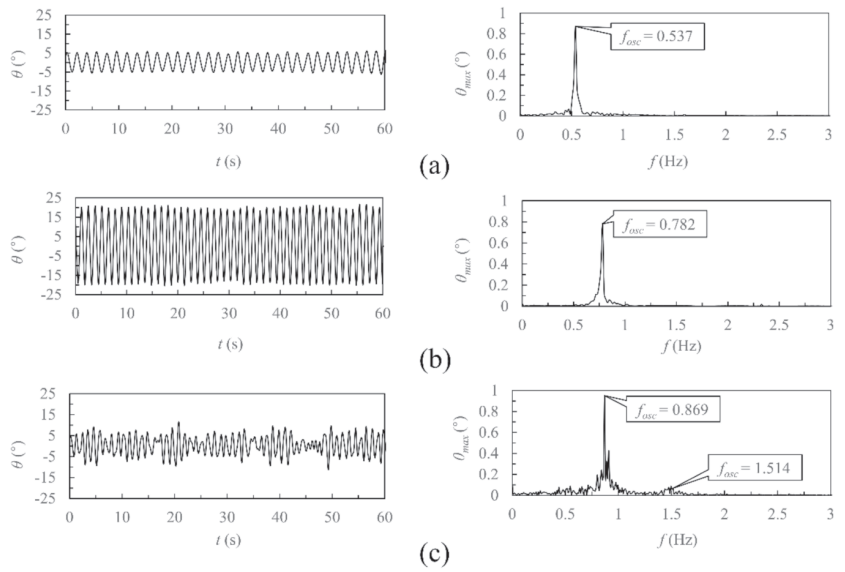 25
15
5
-5
-15
-25
θ (°)
0 10 20 30 40 50 60
t (s)
1
0.8
0.6
0.4
0.2
0
θmax (°)
fosc = 0.537
0 0.5 1 1.5 2 2.5 3
f (Hz)
(a)
25
15
5
-5
-15
-25
θ (°)
0 10 20 30 40 50 60
t (s)
1
0.8
0.6
0.4
0.2
0
θmax (°)
fosc = 0.782
0 0.5 1 1.5 2 2.5 3
f (Hz)
(b)
25
15
5
-5
-15
-25
θ (°)
0 10 20 30 40 50 60
t (s)
1
0.8
0.6
0.4
0.2
0
θmax (°)
fosc = 0.869
fosc = 1.514
0 0.5 1 1.5 2 2.5 3
f (Hz)
(c)